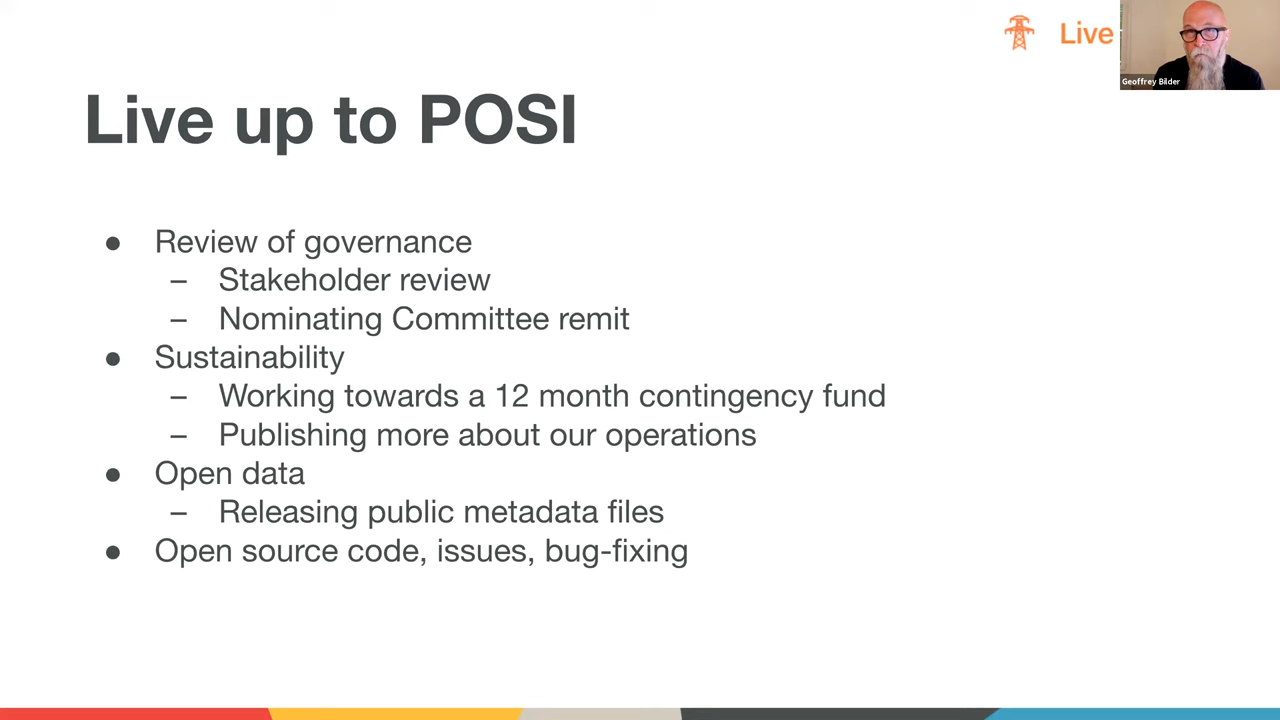 Live
Geoffrey Bilder
Live up to POSI
● Review of governance
– Stakeholder review
– Nominating Committee remit
● Sustainability
– Working towards a 12 month contingency fund
– Publishing more about our operations
● Open data
– Releasing public metadata files
● Open source code, issues, bug-fixing